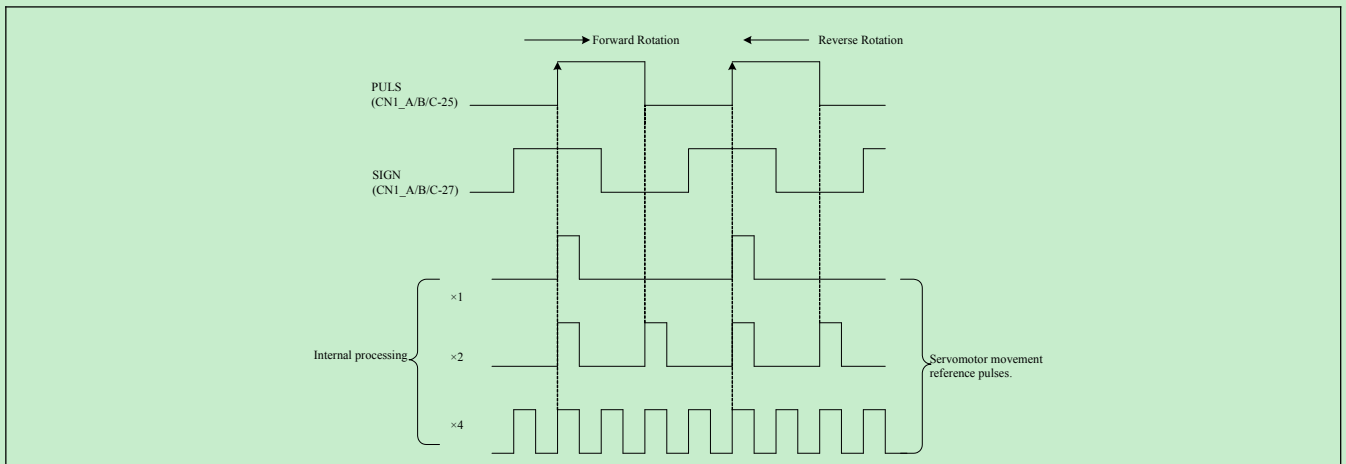 Forward Rotation
Reverse Rotation
PULS
(CN1_A/B/C-25)
SIGN
(CN1_A/B/C-27)
×1
Internal processing
×2
Servomotor movement
reference pulses.
×4